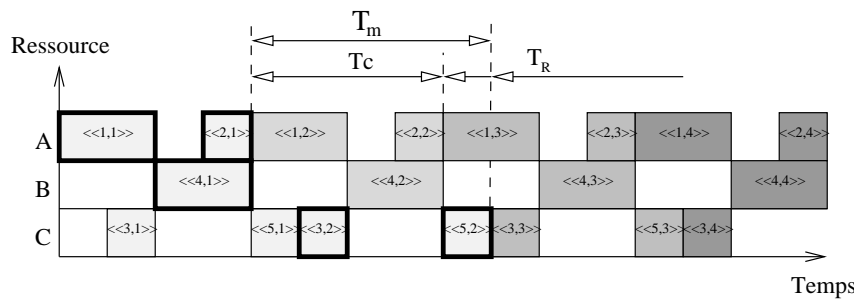 T_m
Ressource
Tc
T_R
A <<1,1>> <<2,1>> <<1,2>> <<2,2>> <<1,3>> <<2,3>> <<1,4>> <<2,4>>
B <<4,1>> <<4,2>> <<4,3>> <<4,4>>
C <<3,1>> <<5,1>> <<3,2>> <<5,2>> <<3,3>> <<5,3>> <<3,4>>
Temps